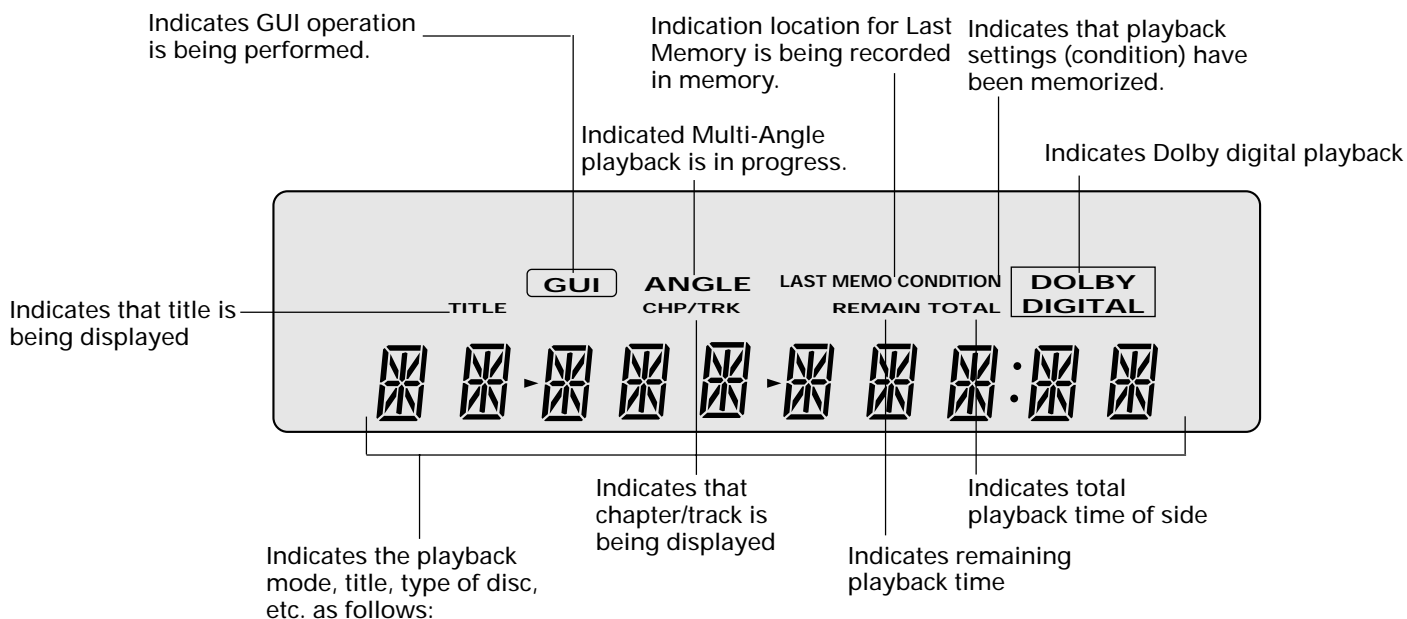 Indicates GUI operation
is being performed.
Indication location for Last
Memory is being recorded
in memory.
Indicates that playback
settings (condition) have
been memorized.
Indicated Multi-Angle
playback is in progress.
Indicates Dolby digital playback
GUI ANGLE LAST MEMO CONDITION DOLBY
DIGITAL
TITLE CHP/TRK REMAIN TOTAL
Indicates that title is
being displayed
Indicates that
chapter/track is
being displayed
Indicates total
playback time of side
Indicates the playback
mode, title, type of disc,
etc. as follows:
Indicates remaining
playback time